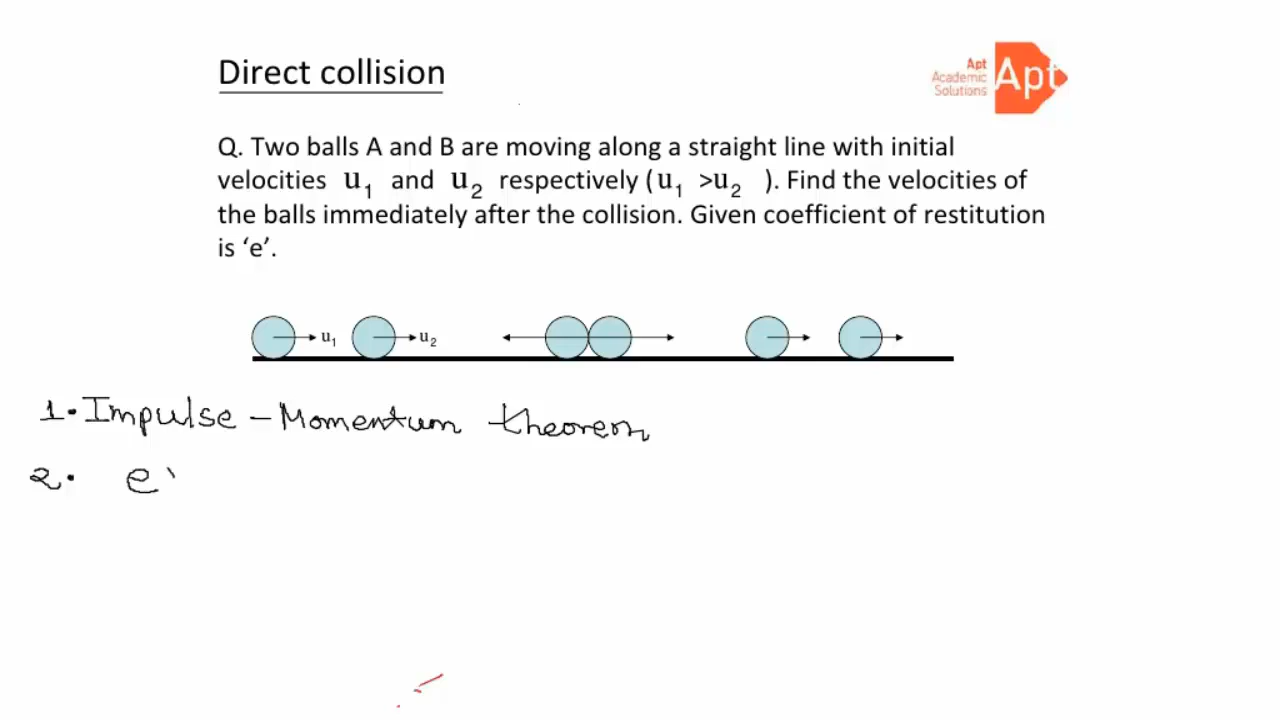 Direct collision
Apt
Academic
Solutions
Apt
Q. Two balls A and B are moving along a straight line with initial
velocities u₁ and u₂ respectively (u₁ >u₂ ). Find the velocities of
the balls immediately after the collision. Given coefficient of restitution
is ‘e’.
u₁ u₂
1. Impulse - Momentum theorem
2. e'